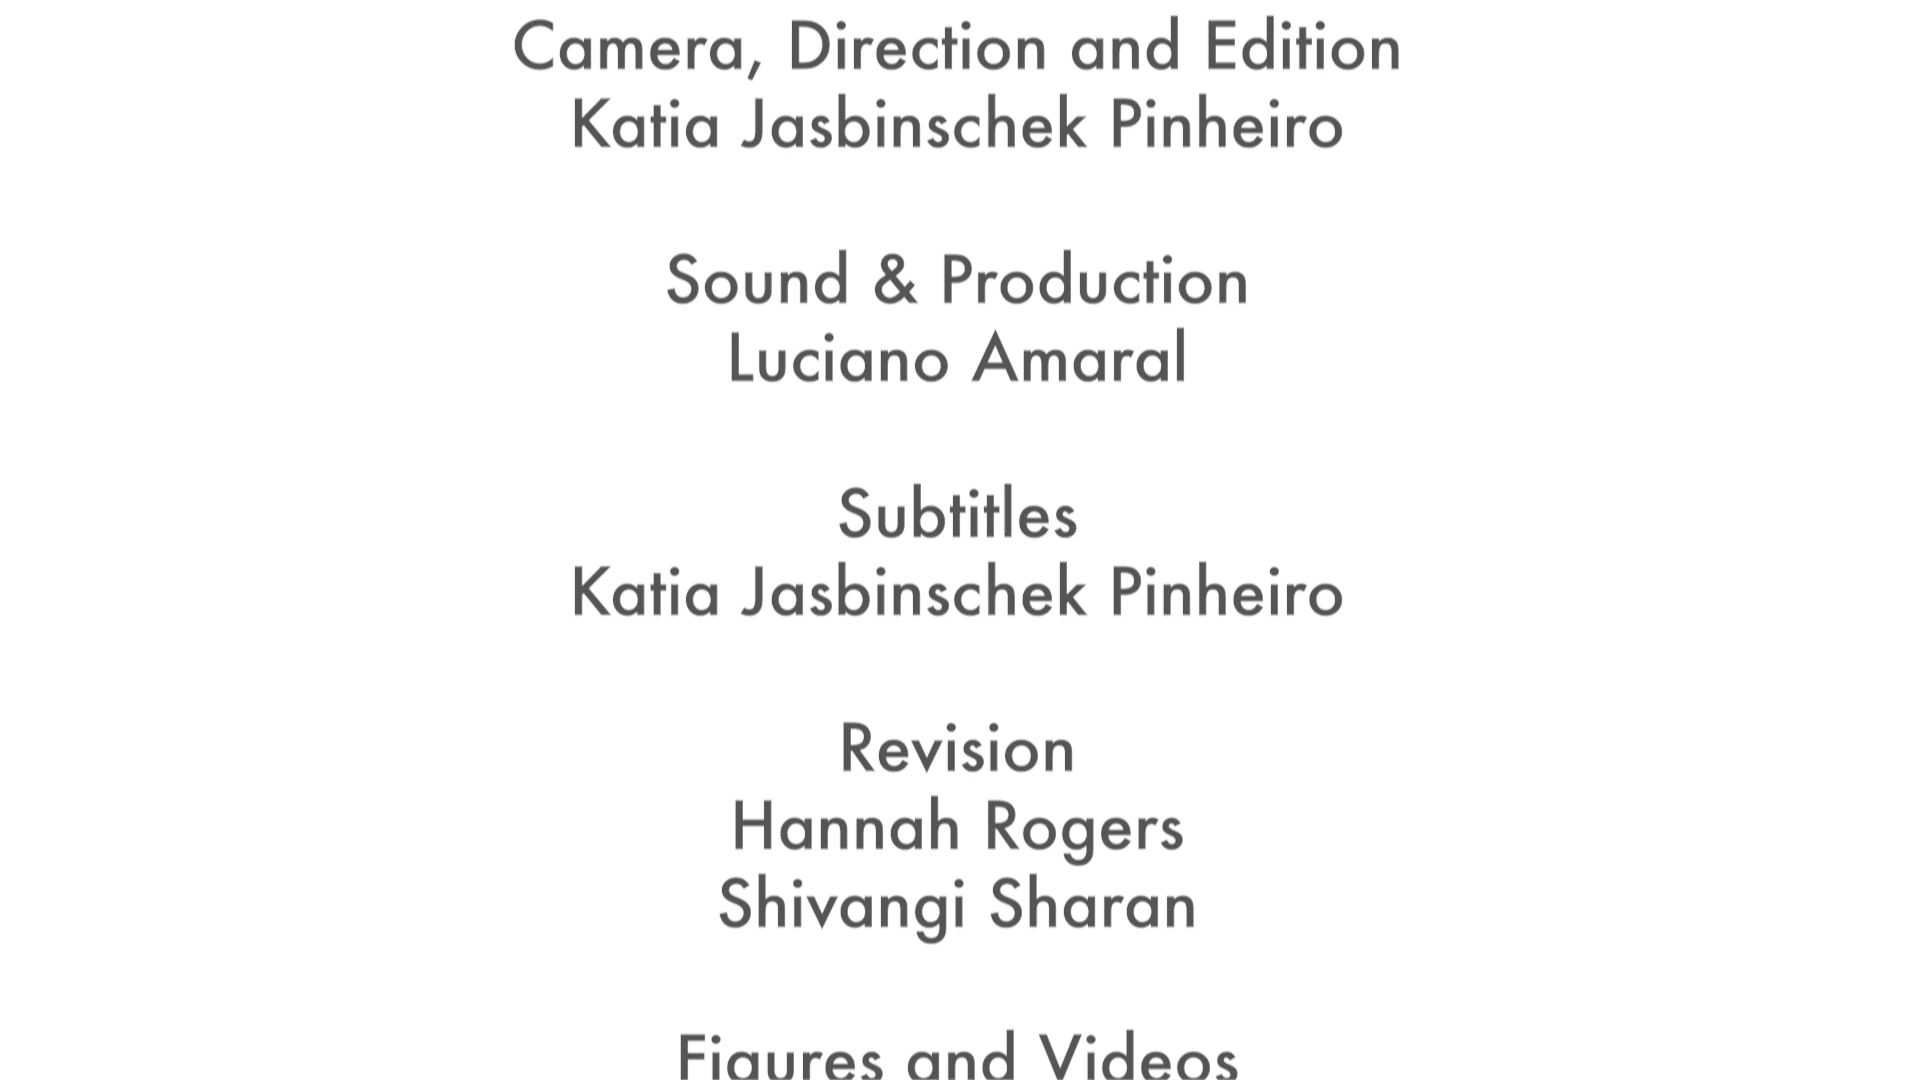 Camera, Direction and Edition
Katia Jasbinschek Pinheiro
Sound & Production
Luciano Amaral
Subtitles
Katia Jasbinschek Pinheiro
Revision
Hannah Rogers
Shivangi Sharan
Figures and Videos